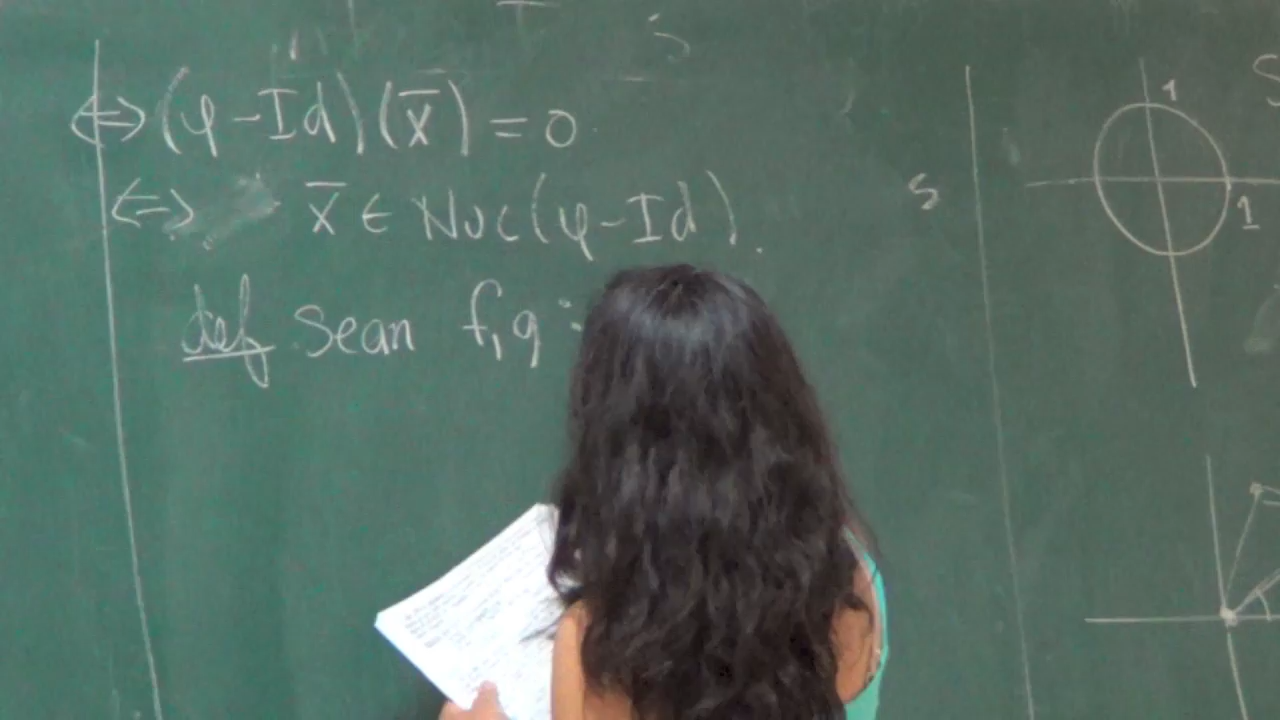 ⇔ (φ - Id)(x̄) = 0
⇔ x̄ ∈ Nuc(φ - Id).
def Sean f, g :
s
1
1